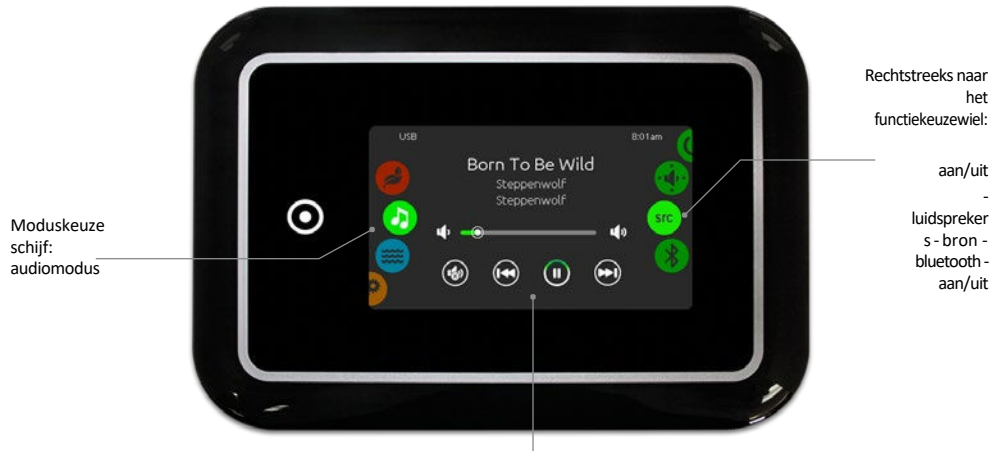 Rechtstreeks naar
het
functiekeuzewiel:
aan/uit
-
luidspreker
s - bron -
bluetooth -
aan/uit
Moduskeuze
schijf:
audiomodus
USB
8:01am
Born To Be Wild
Steppenwolf
Steppenwolf
src